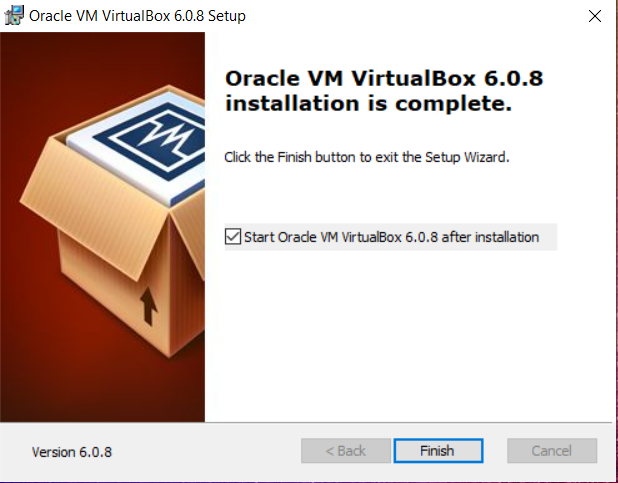 Oracle VM VirtualBox 6.0.8 Setup
Oracle VM VirtualBox 6.0.8
installation is complete.
Click the Finish button to exit the Setup Wizard.
Start Oracle VM VirtualBox 6.0.8 after installation
Version 6.0.8
< Back
Finish
Cancel